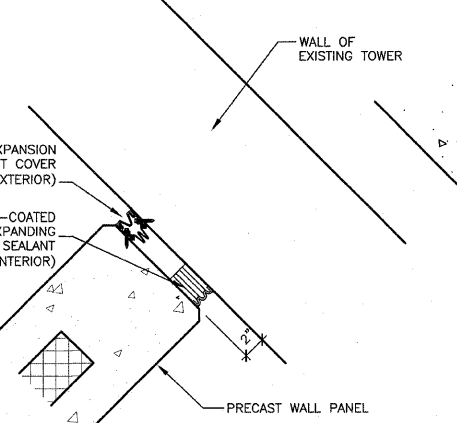 WALL OF
EXISTING TOWER
XPANSION
T COVER
XTERIOR)
-COATED
XPANDING
SEALANT
NTERIOR)
2"
PRECAST WALL PANEL